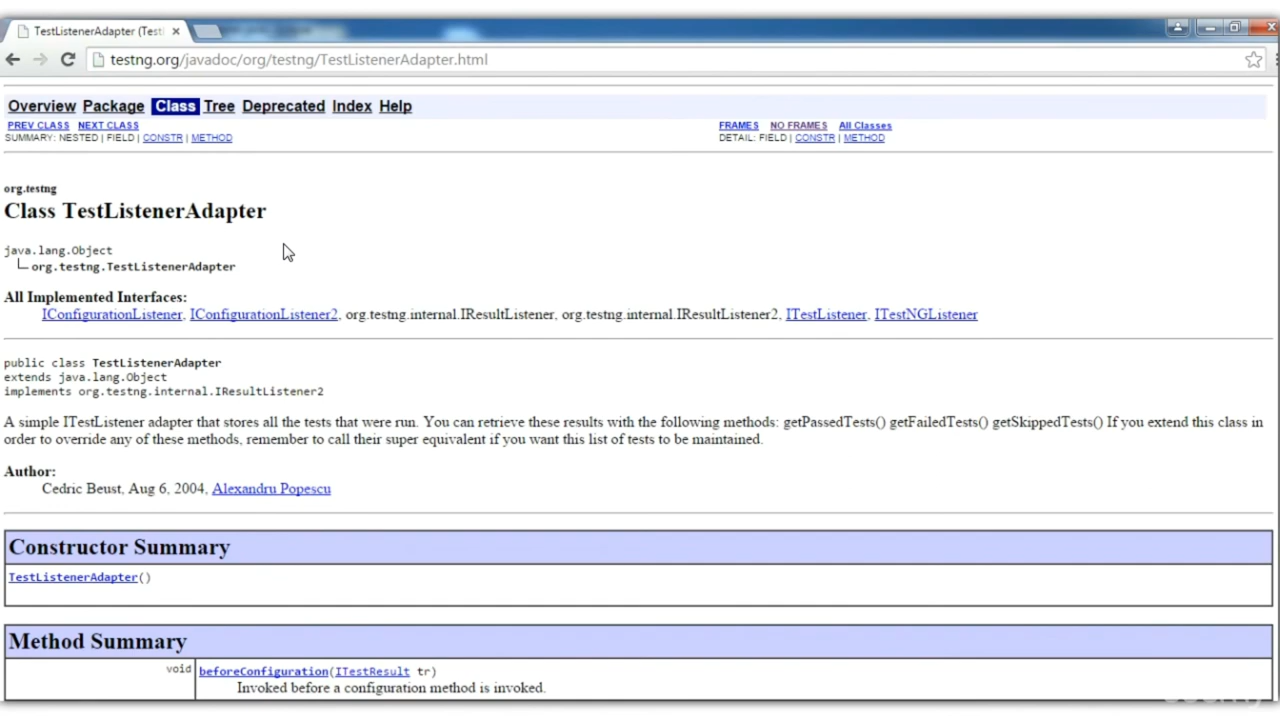 TestListenerAdapter (Test
testng.org/javadoc/org/testng/TestListenerAdapter.html
Overview Package Class Tree Deprecated Index Help
PREV CLASS NEXT CLASS
FRAMES NO FRAMES All Classes
SUMMARY: NESTED | FIELD | CONSTR | METHOD
DETAIL: FIELD | CONSTR | METHOD
org.testng
Class TestListenerAdapter
java.lang.Object
org.testng.TestListenerAdapter
All Implemented Interfaces:
IConfigurationListener, IConfigurationListener2, org.testng.internal.IResultListener, org.testng.internal.IResultListener2, ITestListener, ITestNGListener
public class TestListenerAdapter
extends java.lang.Object
implements org.testng.internal.IResultListener2
A simple ITestListener adapter that stores all the tests that were run. You can retrieve these results with the following methods: getPassedTests() getFailedTests() getSkippedTests() If you extend this class in
order to override any of these methods, remember to call their super equivalent if you want this list of tests to be maintained.
Author:
Cedric Beust, Aug 6, 2004, Alexandru Popescu
Constructor Summary
TestListenerAdapter()
Method Summary
void beforeConfiguration(ITestResult tr)
Invoked before a configuration method is invoked.